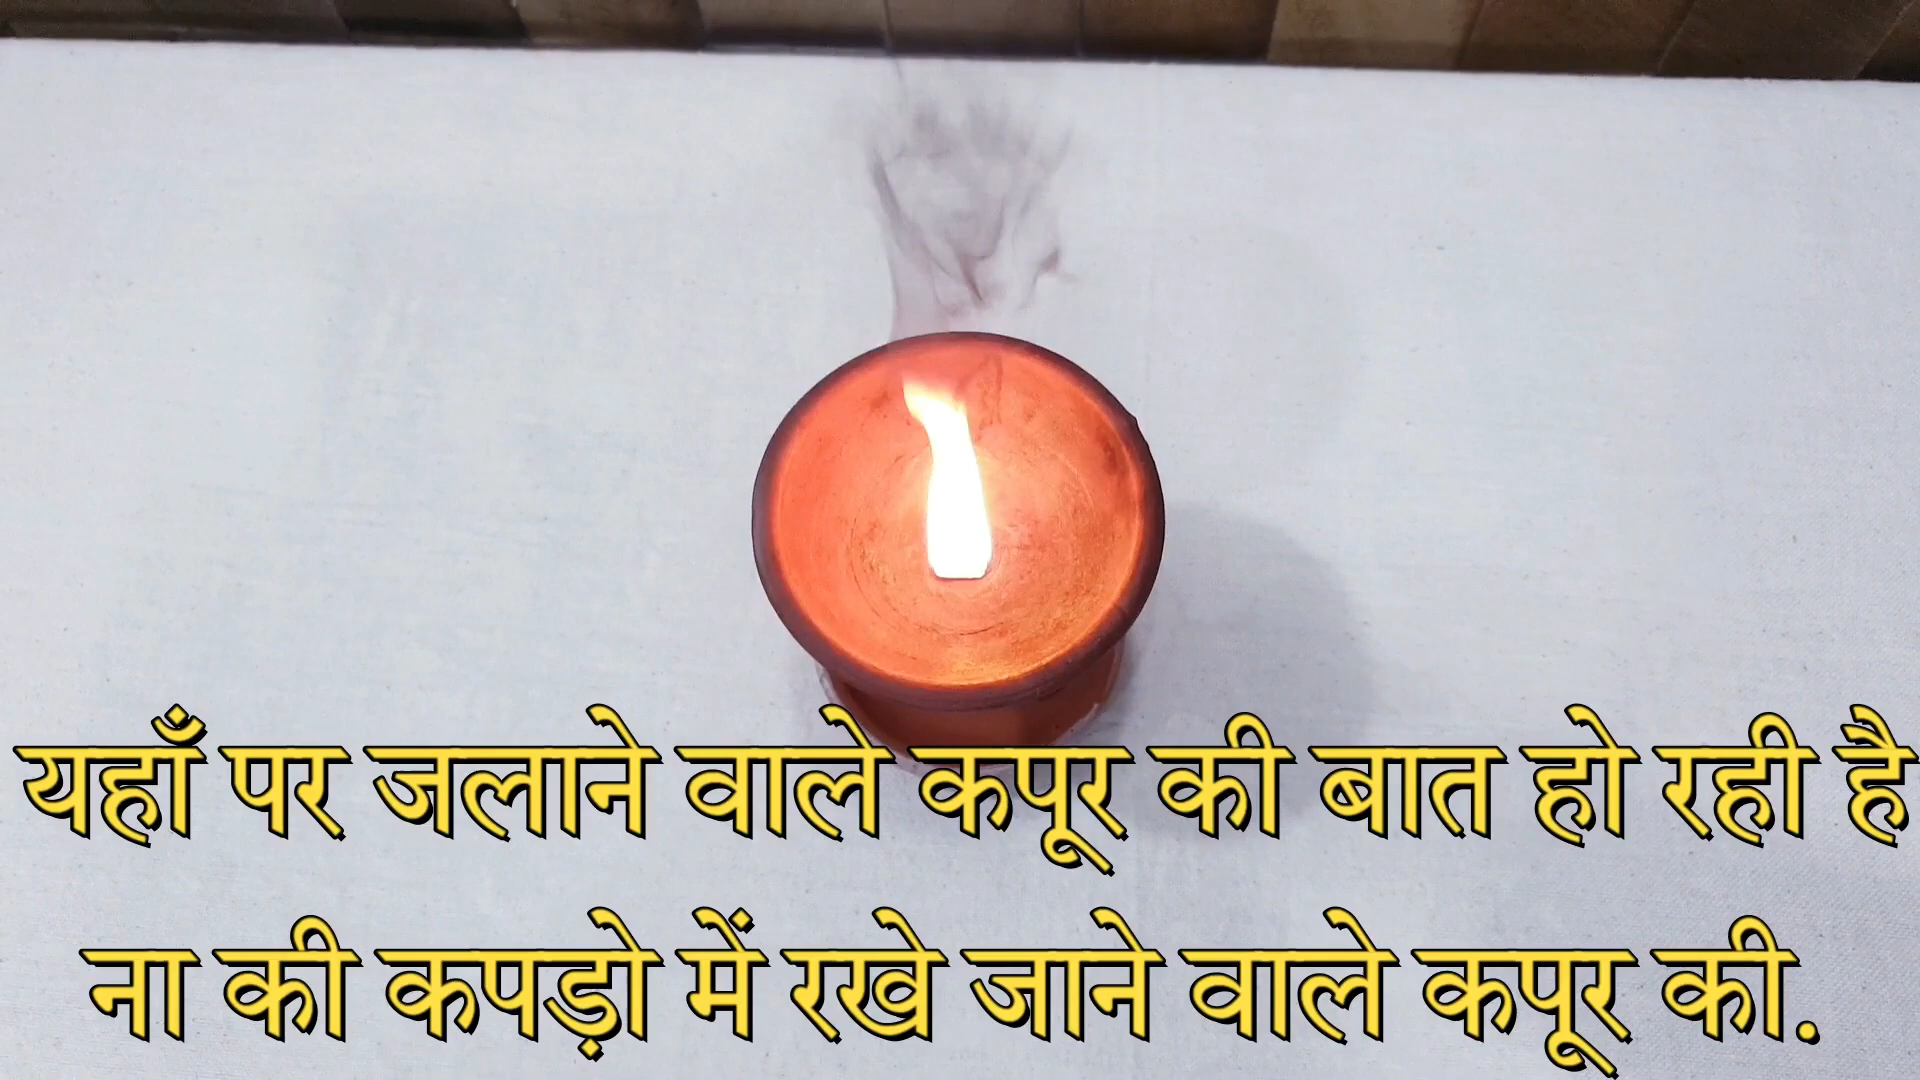 यहाँ पर जलाने वाले कपूर की बात हो रही है
ना की कपड़ो में रखे जाने वाले कपूर की.